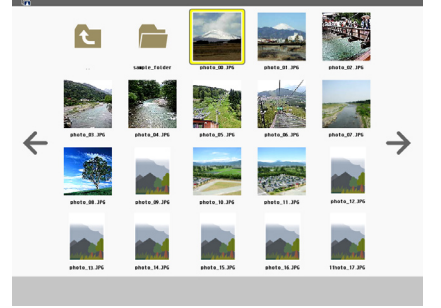 ..
sample_folder
photo_00.JPG
photo_01.JPG
photo_02.JPG
photo_03.JPG
photo_04.JPG
photo_05.JPG
photo_06.JPG
photo_07.JPG
photo_08.JPG
photo_09.JPG
photo_10.JPG
photo_11.JPG
photo_12.JPG
photo_13.JPG
photo_14.JPG
photo_15.JPG
photo_16.JPG